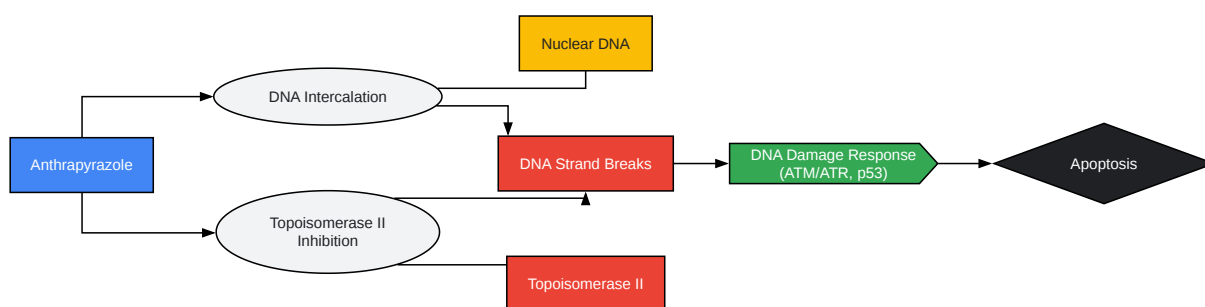 Nuclear DNA
DNA Intercalation
Anthrapyrazole
DNA Strand Breaks
DNA Damage Response
(ATM/ATR, p53)
Apoptosis
Topoisomerase II
Inhibition
Topoisomerase II